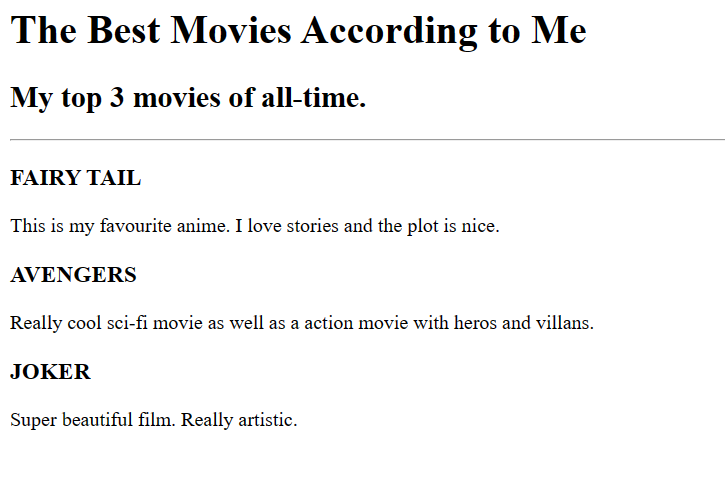 The Best Movies According to Me
My top 3 movies of all-time.
FAIRY TAIL
This is my favourite anime. I love stories and the plot is nice.
AVENGERS
Really cool sci-fi movie as well as a action movie with heros and villans.
JOKER
Super beautiful film. Really artistic.